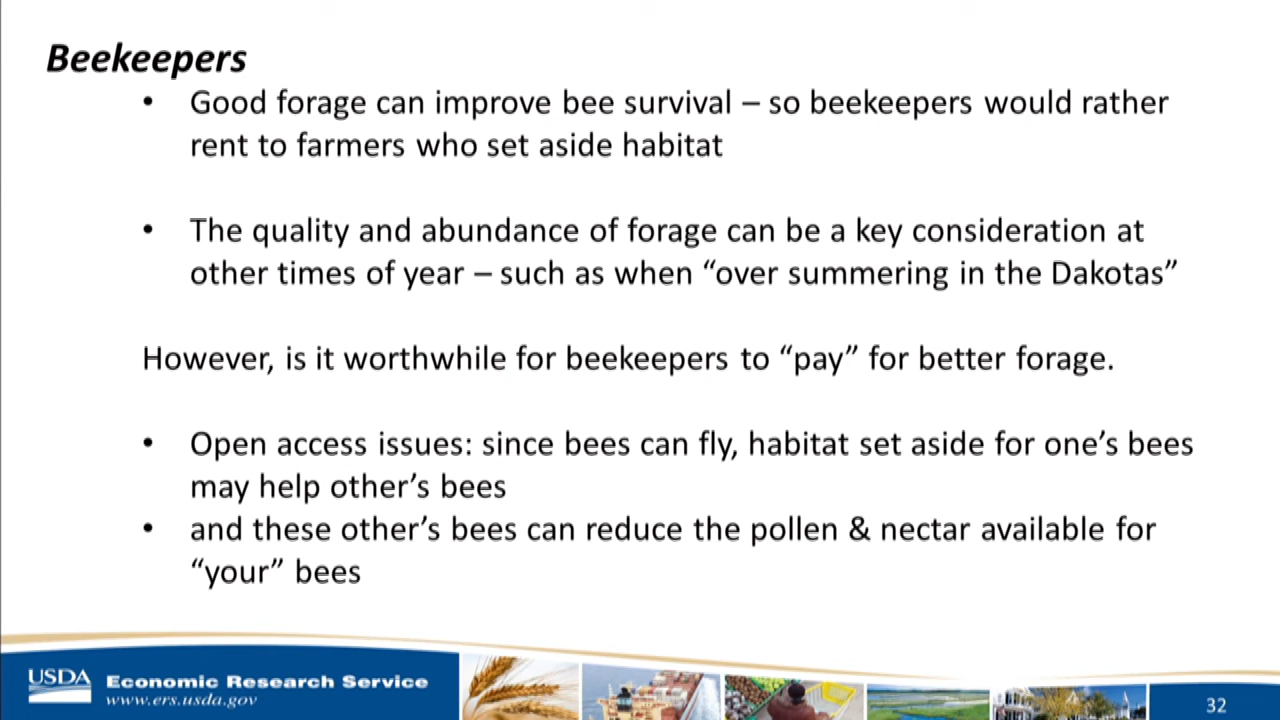 Beekeepers
• Good forage can improve bee survival – so beekeepers would rather
rent to farmers who set aside habitat
• The quality and abundance of forage can be a key consideration at
other times of year – such as when “over summering in the Dakotas”
However, is it worthwhile for beekeepers to “pay” for better forage.
• Open access issues: since bees can fly, habitat set aside for one’s bees
may help other’s bees
• and these other’s bees can reduce the pollen & nectar available for
“your” bees
USDA Economic Research Service
www.ers.usda.gov
32